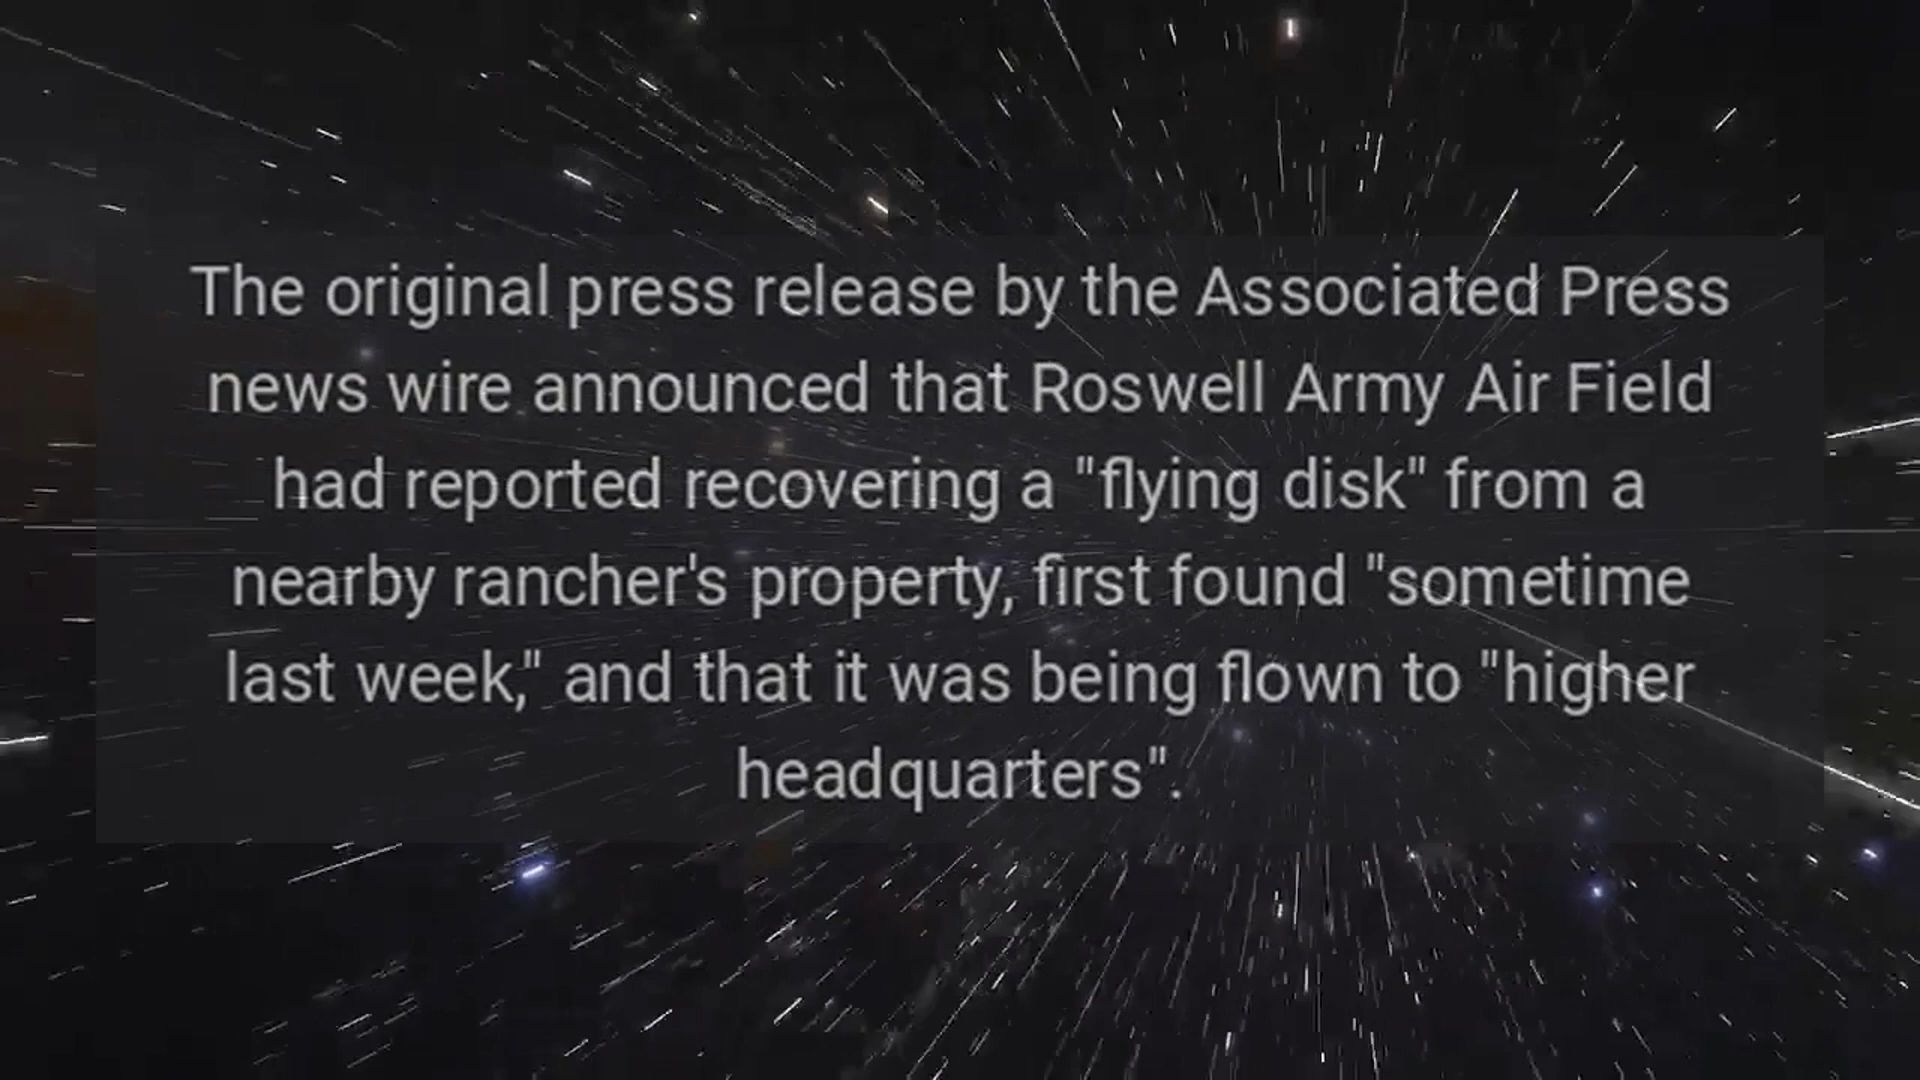 The original press release by the Associated Press
news wire announced that Roswell Army Air Field
had reported recovering a "flying disk" from a
nearby rancher's property, first found "sometime
last week," and that it was being flown to "higher
headquarters".